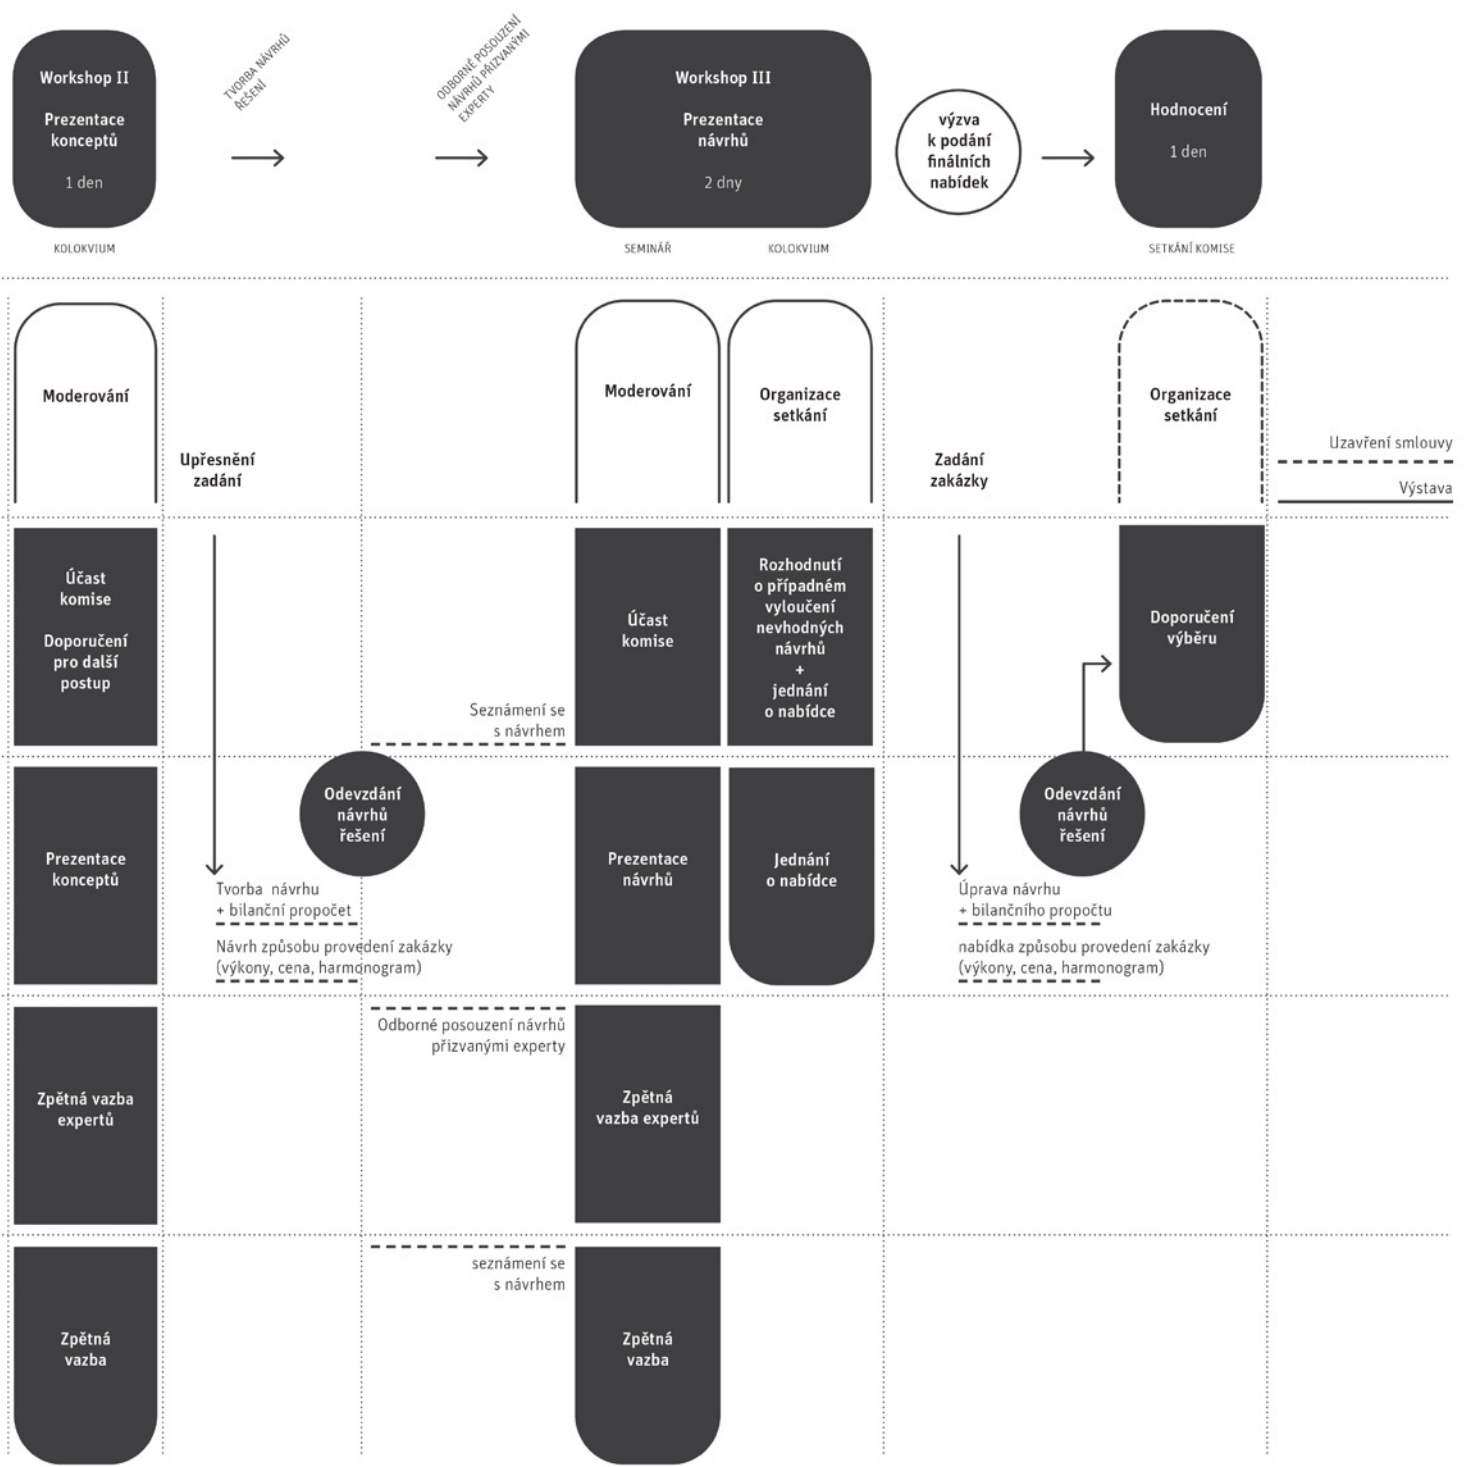 Workshop II
Prezentace
konceptů
1 den
KOLOKVIUM
TVORBA NÁVRHŮ
ŘEŠENÍ
ODBORNÉ POSOUZENÍ
NÁVRHŮ PŘIZVANÝMI
EXPERTY
Workshop III
Prezentace
návrhů
2 dny
SEMINÁŘ
KOLOKVIUM
výzva
k podání
finálních
nabídek
Hodnocení
1 den
SETKÁNÍ KOMISE
Moderování
Upřesnění
zadání
Moderování
Organizace
setkání
Zadání
zakázky
Organizace
setkání
Uzavření smlouvy
Výstava
Účast
komise
Doporučení
pro další
postup
Seznámení se
s návrhem
Účast
komise
Rozhodnutí
o případném
vyloučení
nevhodných
návrhů
+
jednání
o nabídce
Doporučení
výběru
Prezentace
konceptů
Odevzdání
návrhů
řešení
Tvorba návrhu
+ bilanční propočet
Návrh způsobu provedení zakázky
(výkony, cena, harmonogram)
Prezentace
návrhů
Jednání
o nabídce
Odevzdání
návrhů
řešení
Úprava návrhu
+ bilančního propočtu
nabídka způsobu provedení zakázky
(výkony, cena, harmonogram)
Zpětná vazba
expertů
Odborné posouzení návrhů
přizvanými experty
Zpětná
vazba expertů
Zpětná
vazba
seznámení se
s návrhem
Zpětná
vazba